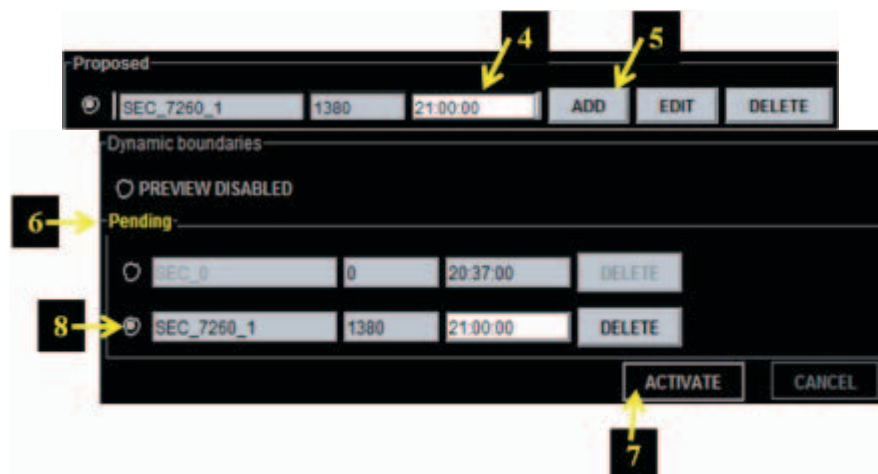 4 5
Proposed
SEC_7260_1 1380 21:00:00 ADD EDIT DELETE
Dynamic boundaries
PREVIEW DISABLED
6 Pending
SEC_0 0 20:37:00 DELETE
8 SEC_7260_1 1380 21:00:00 DELETE
ACTIVATE CANCEL
7